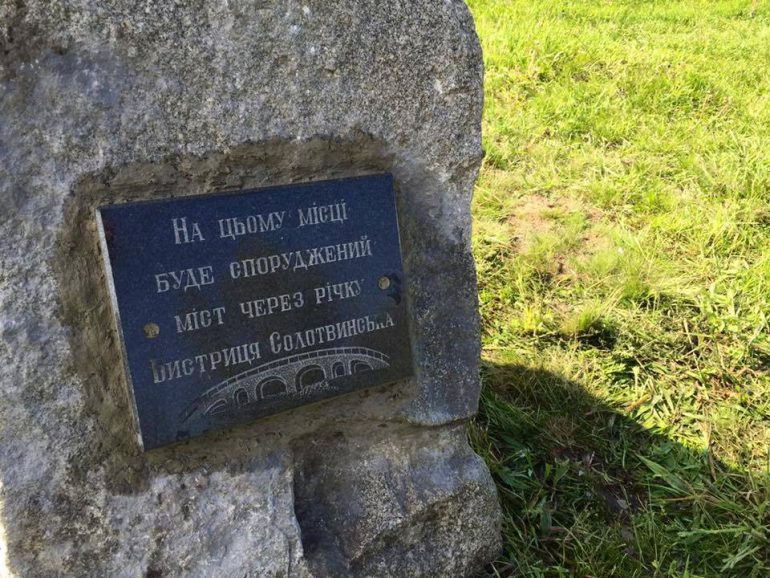 На цьому місці
буде споруджений
міст через річку
Бистриця Солотвинська